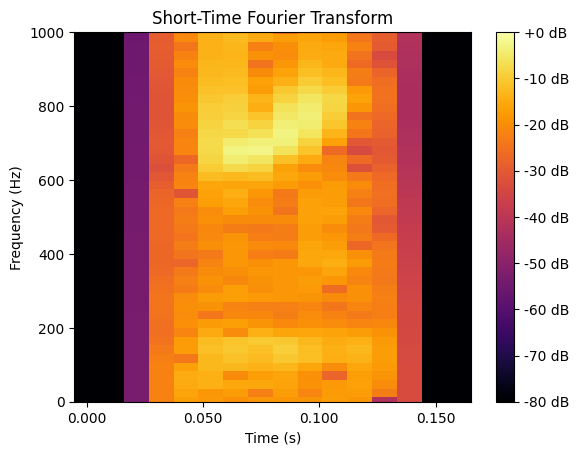 Short-Time Fourier Transform
1000
800
600
400
200
0
Frequency (Hz)
0.000
0.050
0.100
0.150
Time (s)
+0 dB
-10 dB
-20 dB
-30 dB
-40 dB
-50 dB
-60 dB
-70 dB
-80 dB